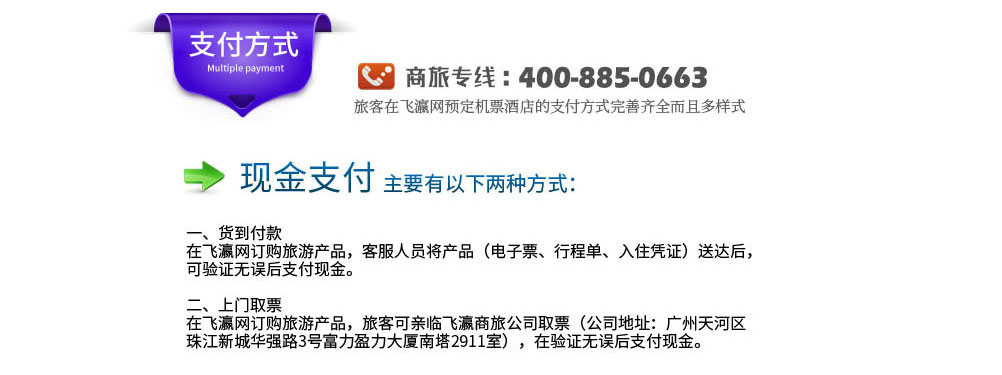 支付方式
Multiple payment
商旅专线：400-885-0663
旅客在飞瀛网预定机票酒店的支付方式完善齐全而且多样式
现金支付 主要有以下两种方式：
一、货到付款
在飞瀛网订购旅游产品，客服人员将产品（电子票、行程单、入住凭证）送达后，
可验证无误后支付现金。
二、上门取票
在飞瀛网订购旅游产品，旅客可亲临飞瀛商旅公司取票（公司地址：广州天河区
珠江新城华强路3号富力盈力大厦南塔2911室），在验证无误后支付现金。